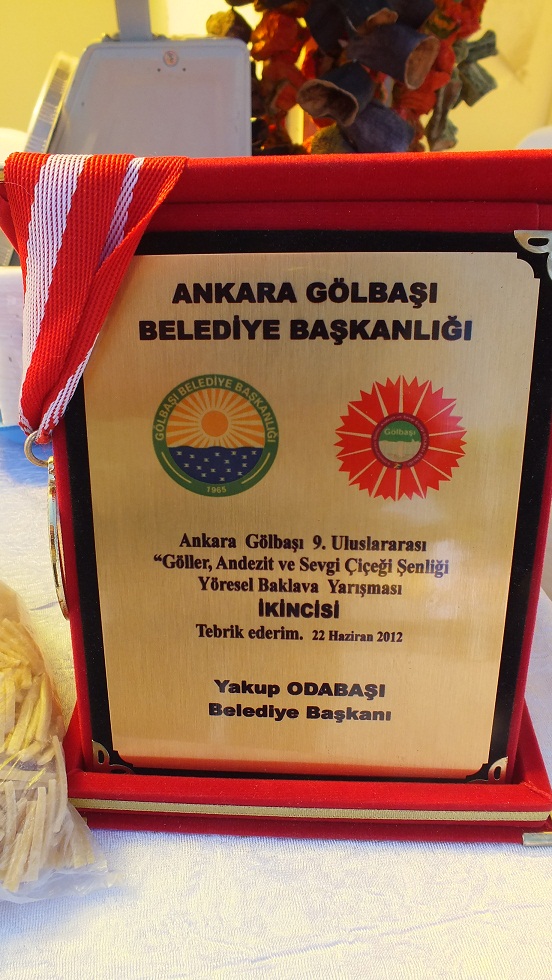 ANKARA GÖLBAŞI
BELEDİYE BAŞKANLIĞI
GÖLBAŞI BELEDİYE BAŞKANLIĞI
1965
Gölbaşı
Ankara Gölbaşı 9. Uluslararası
“Göller, Andezit ve Sevgi Çiçeği Şenliği
Yöresel Baklava Yarışması
İKİNCİSİ
Tebrik ederim. 22 Haziran 2012
Yakup ODABAŞI
Belediye Başkanı